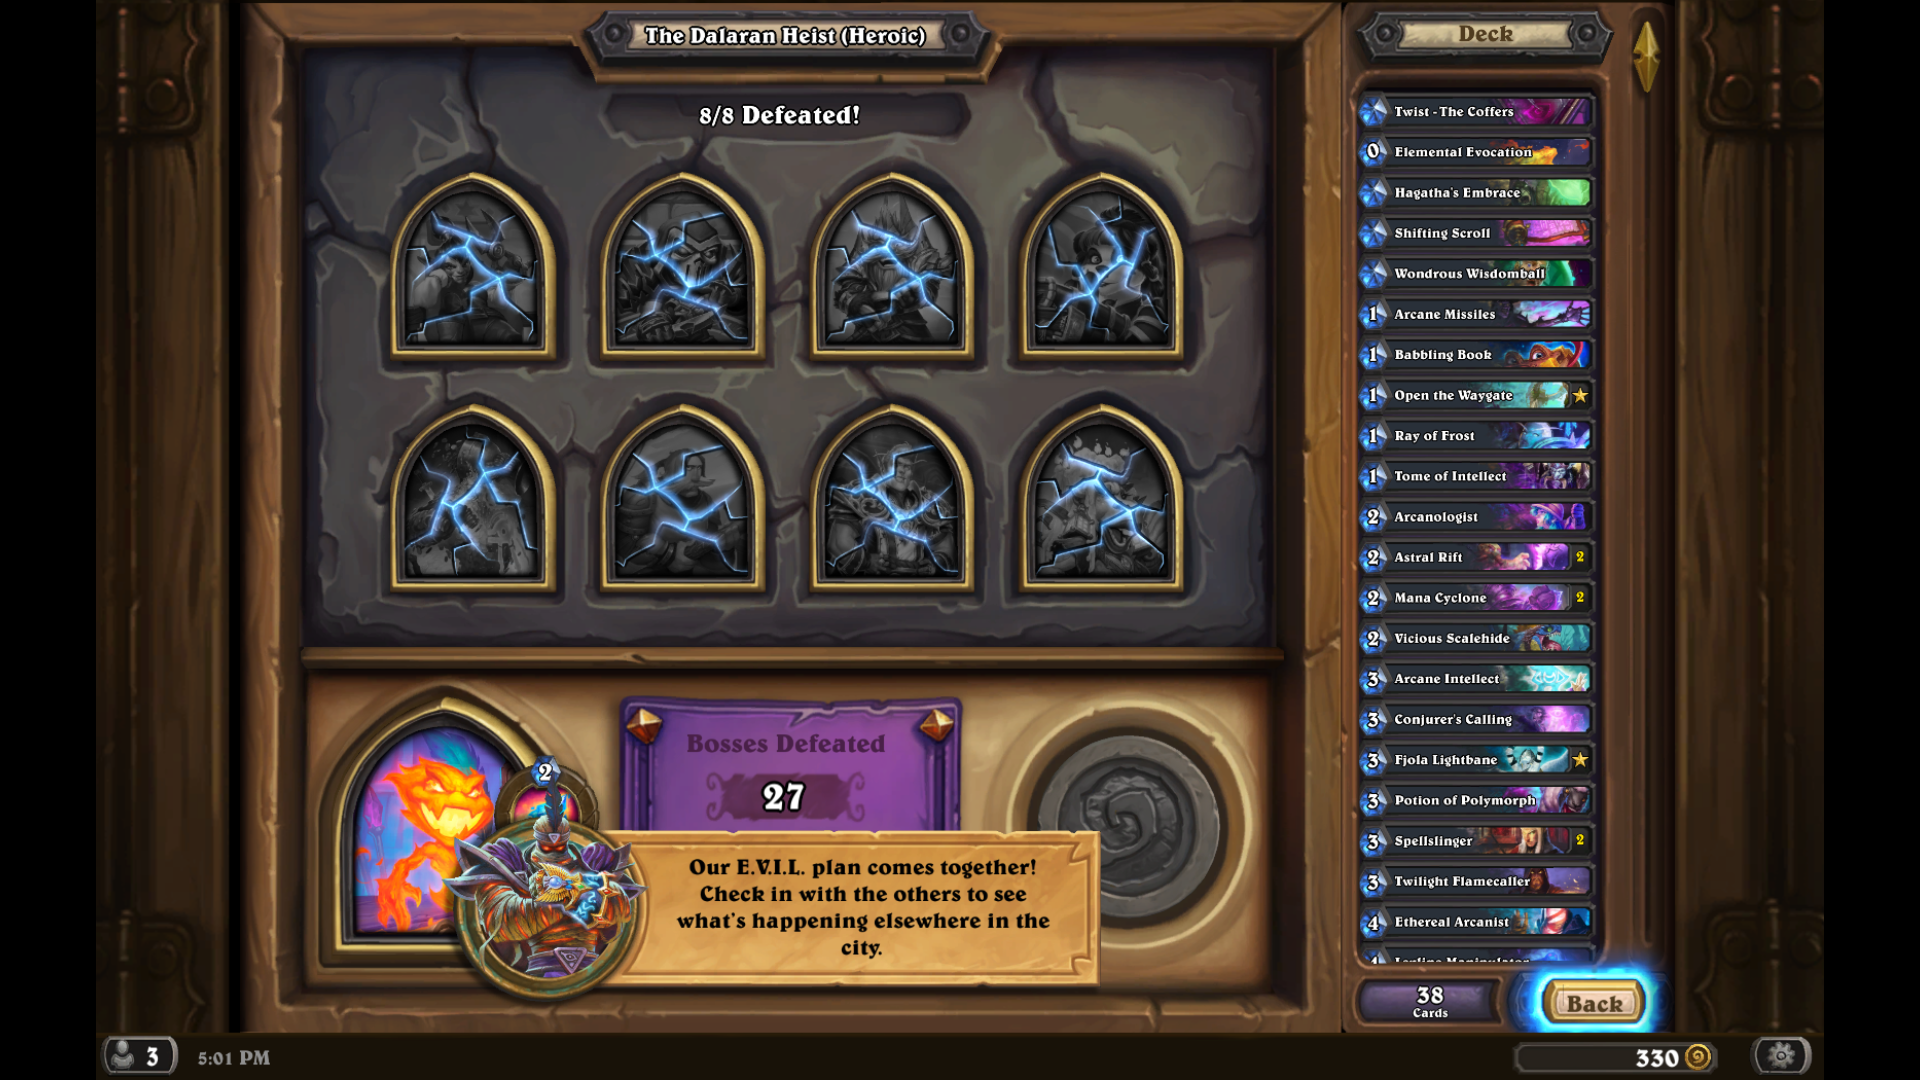 The Dalaran Heist (Heroic)
8/8 Defeated!
Bosses Defeated
27
2
Our E.V.I.L. plan comes together!
Check in with the others to see
what's happening elsewhere in the
city.
Deck
Twist - The Coffers
0 Elemental Evocation
Hagatha's Embrace
Shifting Scroll
Wondrous Wisdomball
1 Arcane Missiles
1 Babbling Book
1 Open the Waygate
1 Ray of Frost
1 Tome of Intellect
2 Arcanologist
2 Astral Rift 2
2 Mana Cyclone 2
2 Vicious Scalehide
3 Arcane Intellect
3 Conjurer's Calling
3 Fjola Lightbane
3 Potion of Polymorph
3 Spellslinger 2
3 Twilight Flamecaller
4 Ethereal Arcanist
4 Leyline Manipulator
38
Cards
Back
3
5:01 PM
330